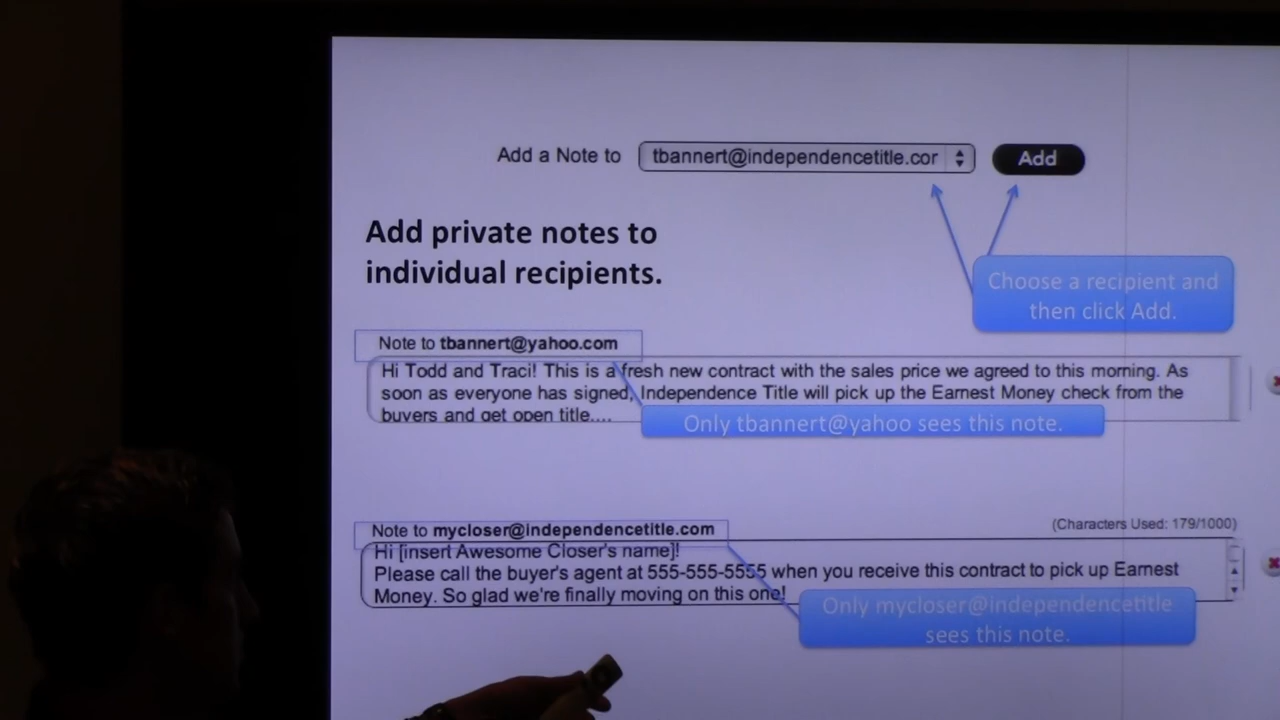 Add a Note to tbannert@independencetitle.cor Add
Add private notes to
individual recipients.
Choose a recipient and
then click Add.
Note to tbannert@yahoo.com
Hi Todd and Traci! This is a fresh new contract with the sales price we agreed to this morning. As
soon as everyone has signed, Independence Title will pick up the Earnest Money check from the
buyers and get open title....
Only tbannert@yahoo sees this note.
Note to mycloser@independencetitle.com
(Characters Used: 179/1000)
Hi [insert Awesome Closer's name]!
Please call the buyer's agent at 555-555-5555 when you receive this contract to pick up Earnest
Money. So glad we're finally moving on this one!
Only mycloser@independencetitle
sees this note.